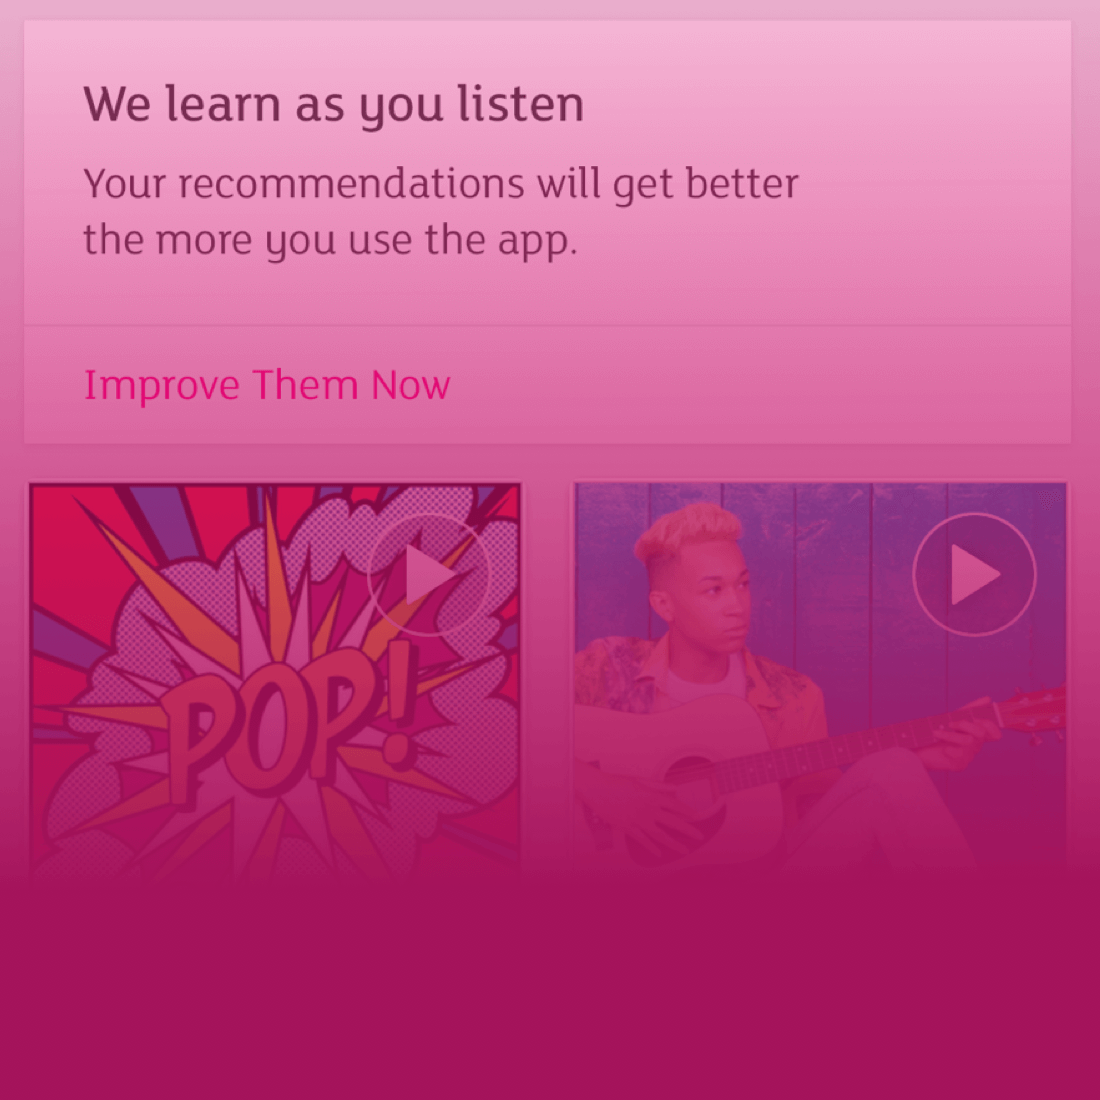 We learn as you listen
Your recommendations will get better
the more you use the app.
Improve Them Now
POP!